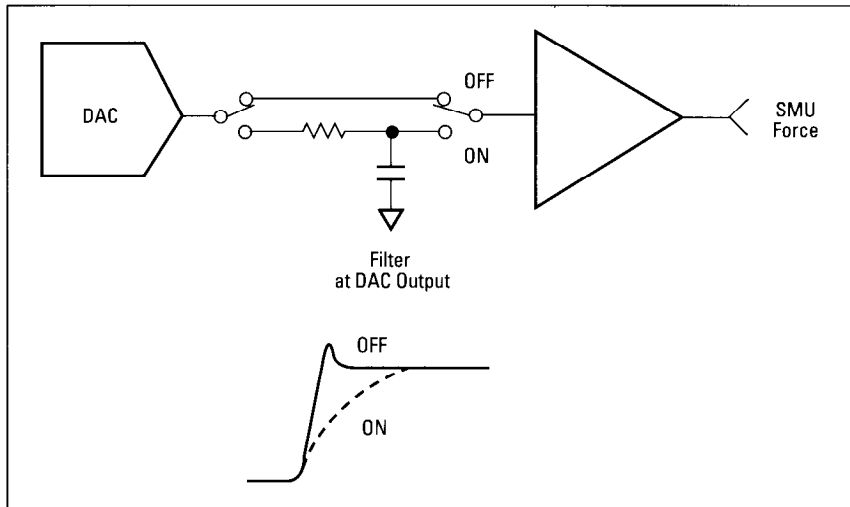 OFF
DAC
SMU
Force
ON
Filter
at DAC Output
OFF
ON